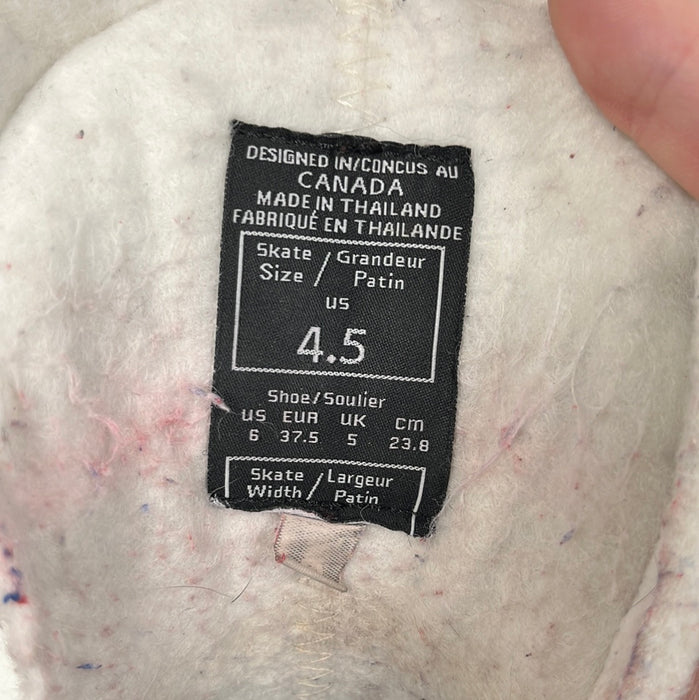 DESIGNED IN/CONCUS AU
CANADA
MADE IN THAILAND
FABRIQUÉ EN THAILANDE
Skate / Grandeur
Size / Patin
US
4.5
Shoe/Soulier
US EUR UK cm
6 37.5 5 23.8
Skate / Largeur
Width / Patin